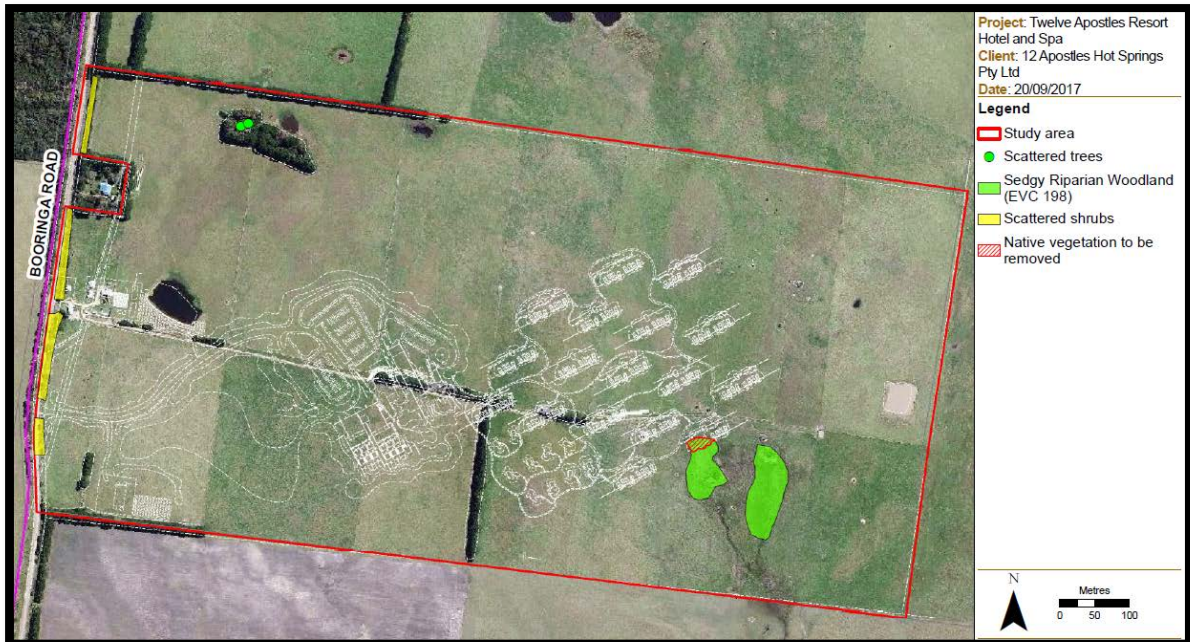 BOORINGA ROAD
Project: Twelve Apostles Resort
Hotel and Spa
Client: 12 Apostles Hot Springs
Pty Ltd
Date: 20/09/2017
Legend
Study area
Scattered trees
Sedgy Riparian Woodland
(EVC 198)
Scattered shrubs
Native vegetation to be
removed
N
Metres
0 50 100